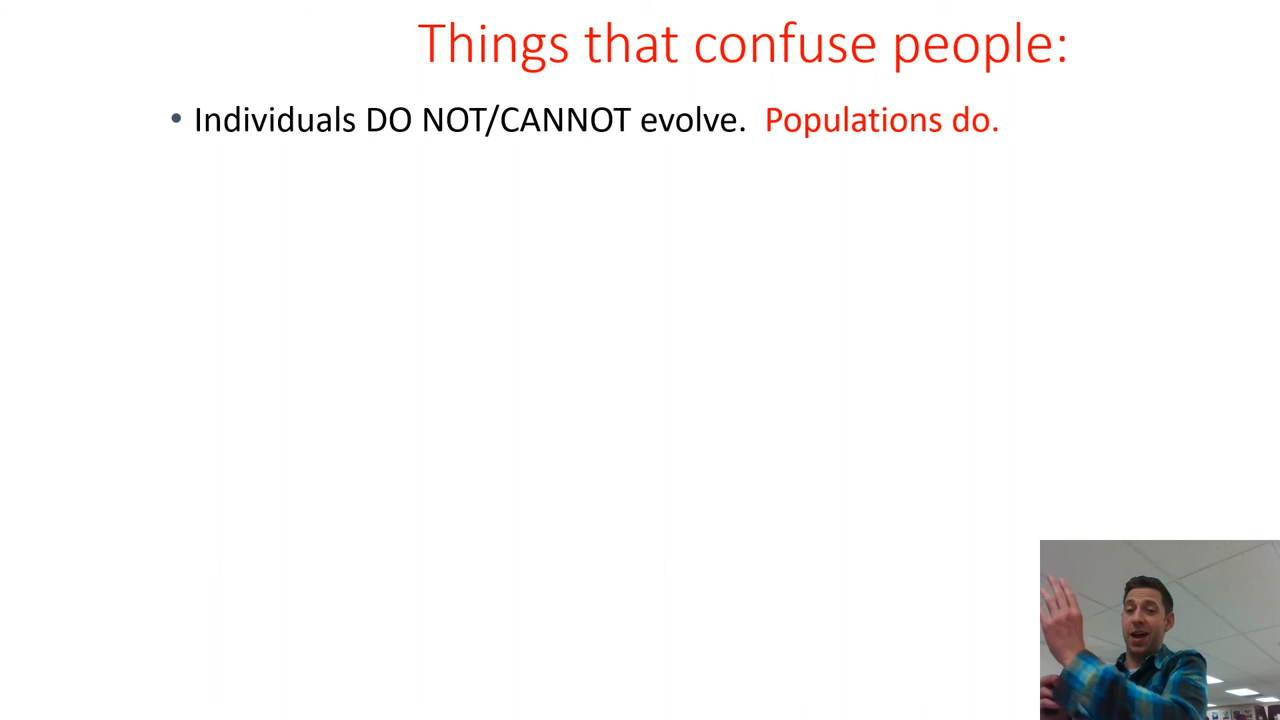 Things that confuse people:
• Individuals DO NOT/CANNOT evolve. Populations do.